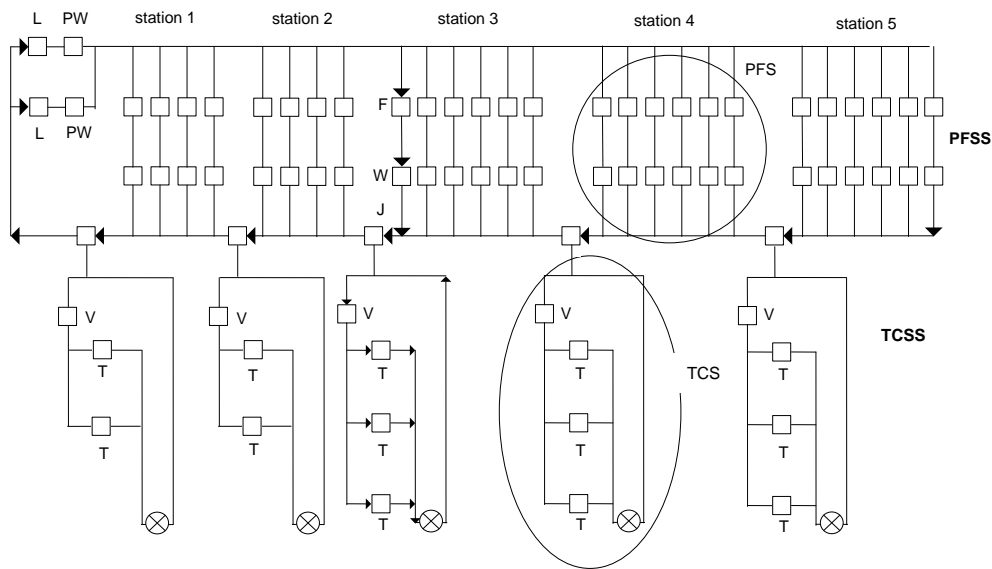 L PW station 1 station 2 station 3 station 4 station 5
PFS
F
L PW
PFSS
W
J
V V V V V
TCSS
T T T T T
TCS
T T T T T
T T T